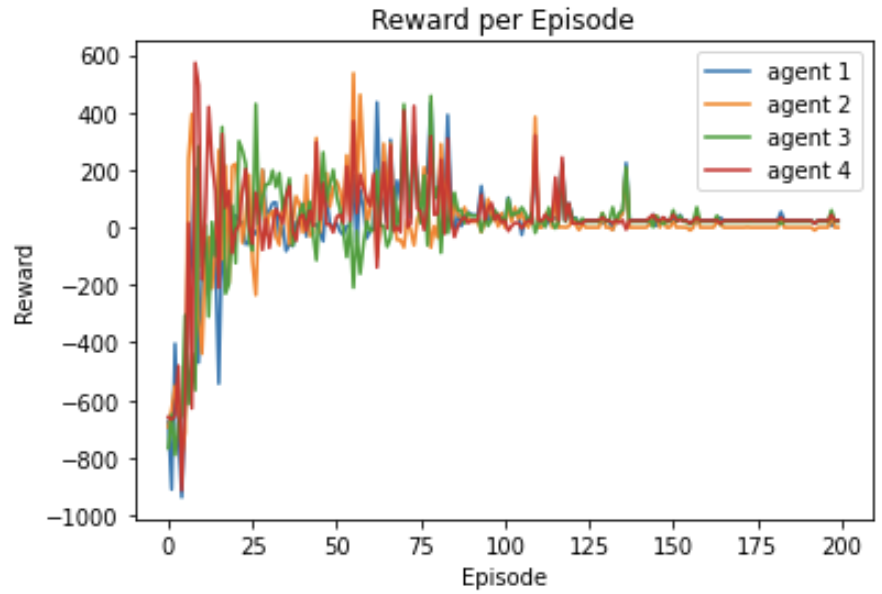 Reward per Episode
600
400
200
0
−200
−400
−600
−800
−1000
Reward
agent 1
agent 2
agent 3
agent 4
0 25 50 75 100 125 150 175 200
Episode